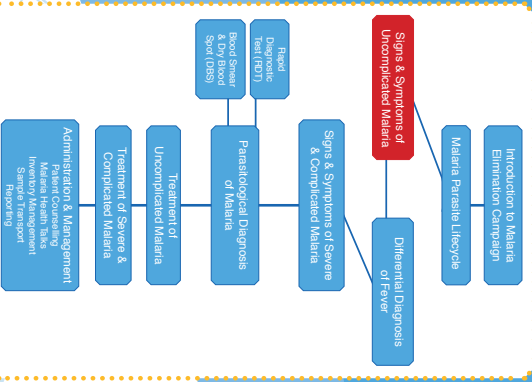 Introduction to Malaria
Elimination Campaign
Malaria Parasite Lifecycle
Signs & Symptoms of
Uncomplicated Malaria
Differential Diagnosis
of Fever
Signs & Symptoms of Severe
& Complicated Malaria
Rapid
Diagnostic
Test (RDT)
Blood Smear
& Dry Blood
Spot (DBS)
Parasitological Diagnosis
of Malaria
Treatment of
Uncomplicated Malaria
Treatment of Severe &
Complicated Malaria
Administration & Management
Patient Counselling
Malaria Health Talks
Inventory Management
Sample Transport
Reporting